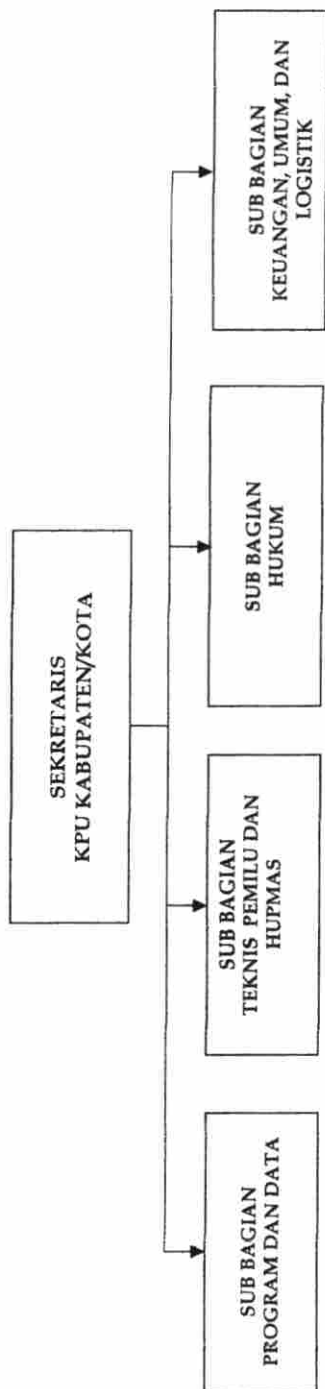 SEKRETARIS
KPU KABUPATEN/KOTA
SUB BAGIAN
PROGRAM DAN DATA
SUB BAGIAN
TEKNIS PEMILU DAN
HUPMAS
SUB BAGIAN
HUKUM
SUB BAGIAN
KEUANGAN, UMUM, DAN
LOGISTIK